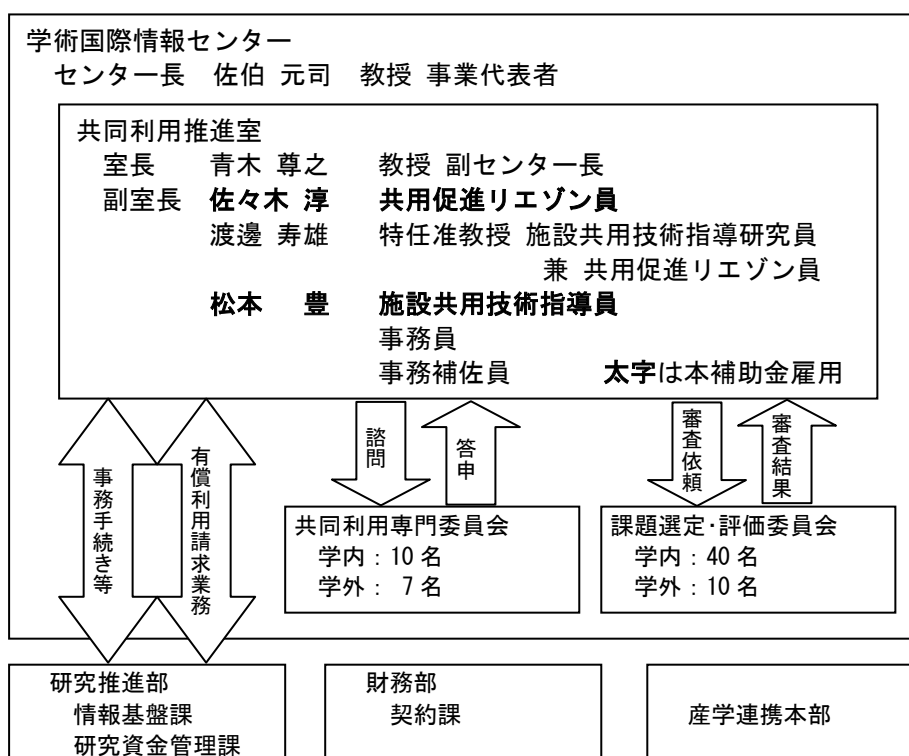 学術国際情報センター
センター長 佐伯 元司 教授 事業代表者
共同利用推進室
室長 青木 尊之 教授 副センター長
副室長 佐々木 淳 共用促進リエゾン員
渡邊 寿雄 特任准教授 施設共用技術指導研究員
兼 共用促進リエゾン員
松本 豊 施設共用技術指導員
事務員
事務補佐員 太字は本補助金雇用
事務手続き等
有償利用請求業務
諮問
答申
審査依頼
審査結果
共同利用専門委員会
学内：10 名
学外： 7 名
課題選定・評価委員会
学内：40 名
学外：10 名
研究推進部
情報基盤課
研究資金管理課
財務部
契約課
産学連携本部